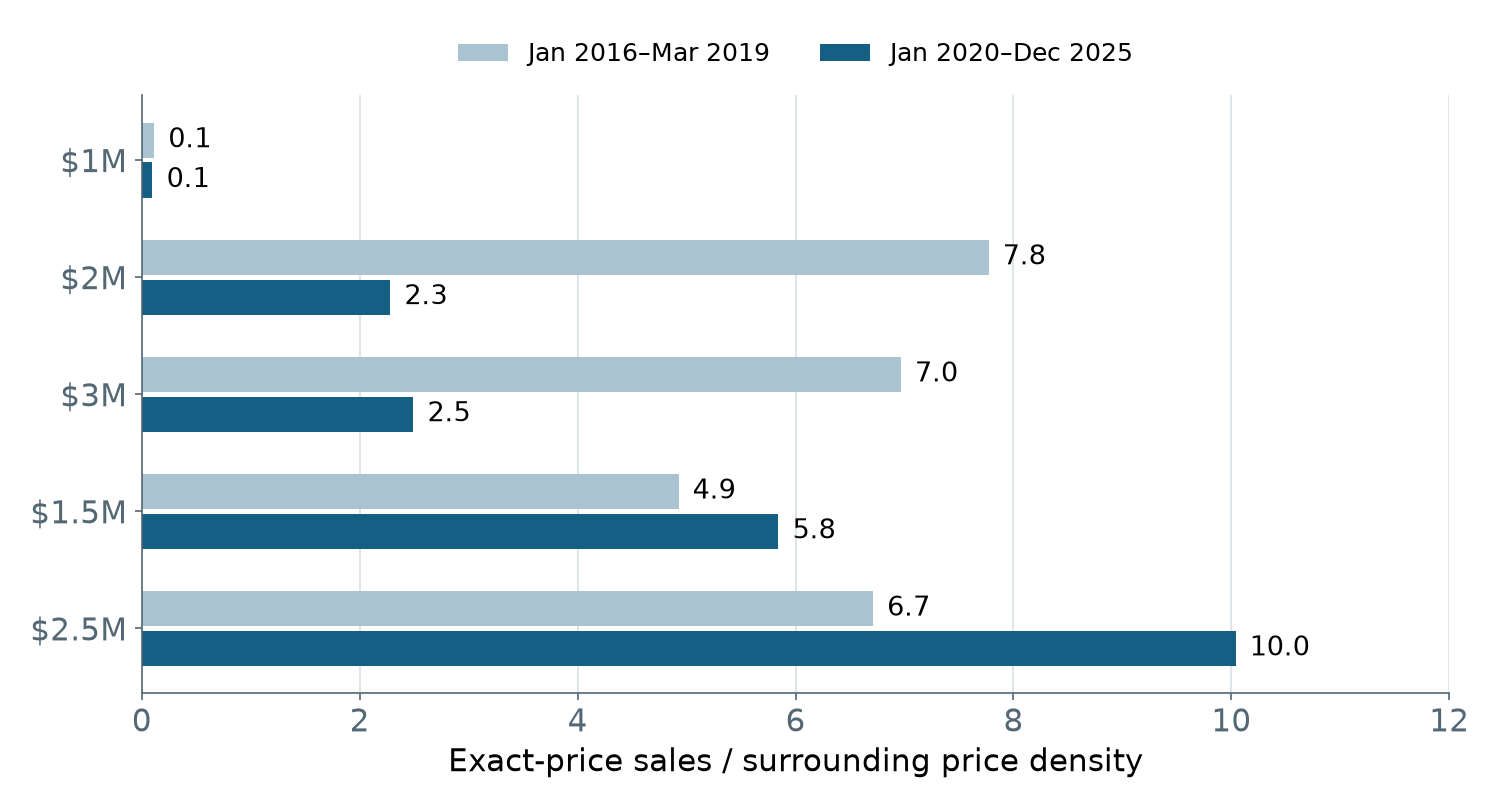 Jan 2016–Mar 2019 Jan 2020–Dec 2025
$1M 0.1
0.1
$2M 7.8
2.3
$3M 7.0
2.5
$1.5M 4.9
5.8
$2.5M 6.7
10.0
0 2 4 6 8 10 12
Exact-price sales / surrounding price density